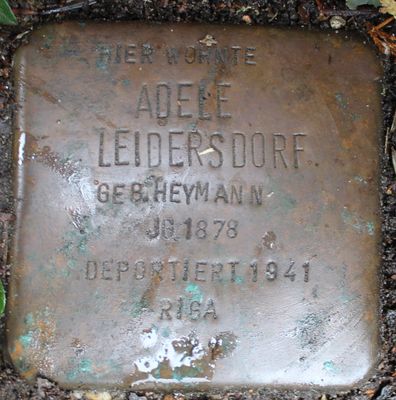 HIER WOHNTE
ADELE
LEIDERSDORF
GEB. HEYMANN
JG. 1878
DEPORTIERT 1941
RIGA